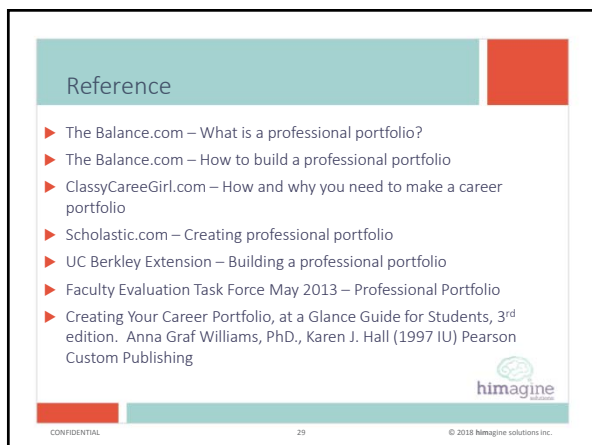 Reference
The Balance.com – What is a professional portfolio?
The Balance.com – How to build a professional portfolio
ClassyCareeGirl.com – How and why you need to make a career
portfolio
Scholastic.com – Creating professional portfolio
UC Berkley Extension – Building a professional portfolio
Faculty Evaluation Task Force May 2013 – Professional Portfolio
Creating Your Career Portfolio, at a Glance Guide for Students, 3rd
edition. Anna Graf Williams, PhD., Karen J. Hall (1997 IU) Pearson
Custom Publishing
himagine
solutions
CONFIDENTIAL 29 © 2018 himagine solutions inc.